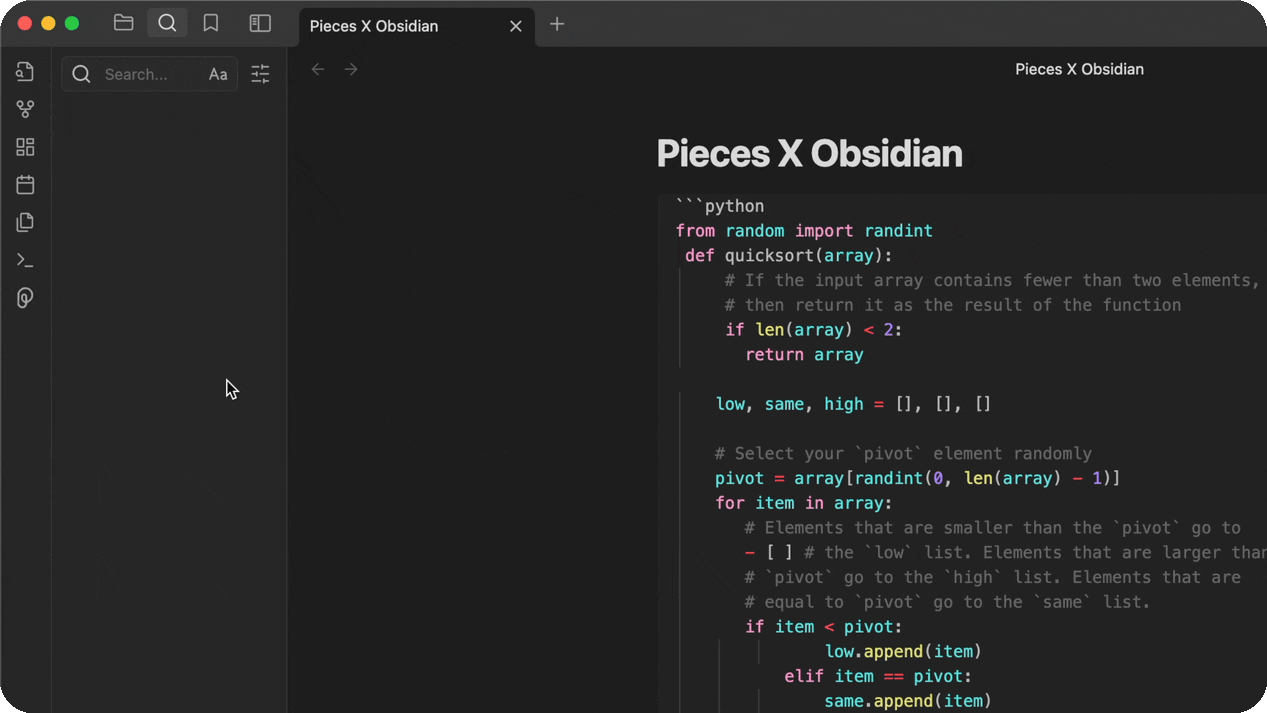 Pieces X Obsidian
Search...
Aa
Pieces X Obsidian
Pieces X Obsidian
```python
from random import randint
def quicksort(array):
# If the input array contains fewer than two elements,
# then return it as the result of the function
if len(array) < 2:
return array
low, same, high = [], [], []
# Select your `pivot` element randomly
pivot = array[randint(0, len(array) - 1)]
for item in array:
# Elements that are smaller than the `pivot` go to
- [ ] # the `low` list. Elements that are larger than
# `pivot` go to the `high` list. Elements that are
# equal to `pivot` go to the `same` list.
if item < pivot:
low.append(item)
elif item == pivot:
same.append(item)